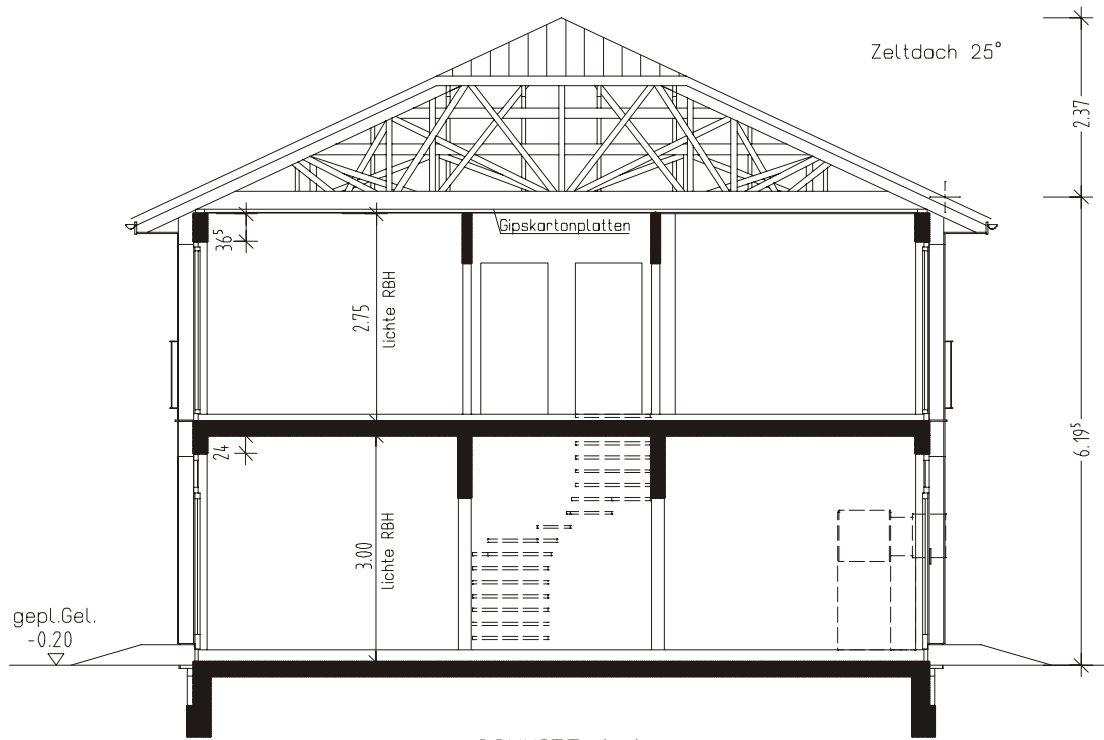 Zeltdach 25°
2.37
Gipskartonplatten
36⁵
2.75
lichte RBH
6.19⁵
24
3.00
lichte RBH
gepl.Gel.
-0.20